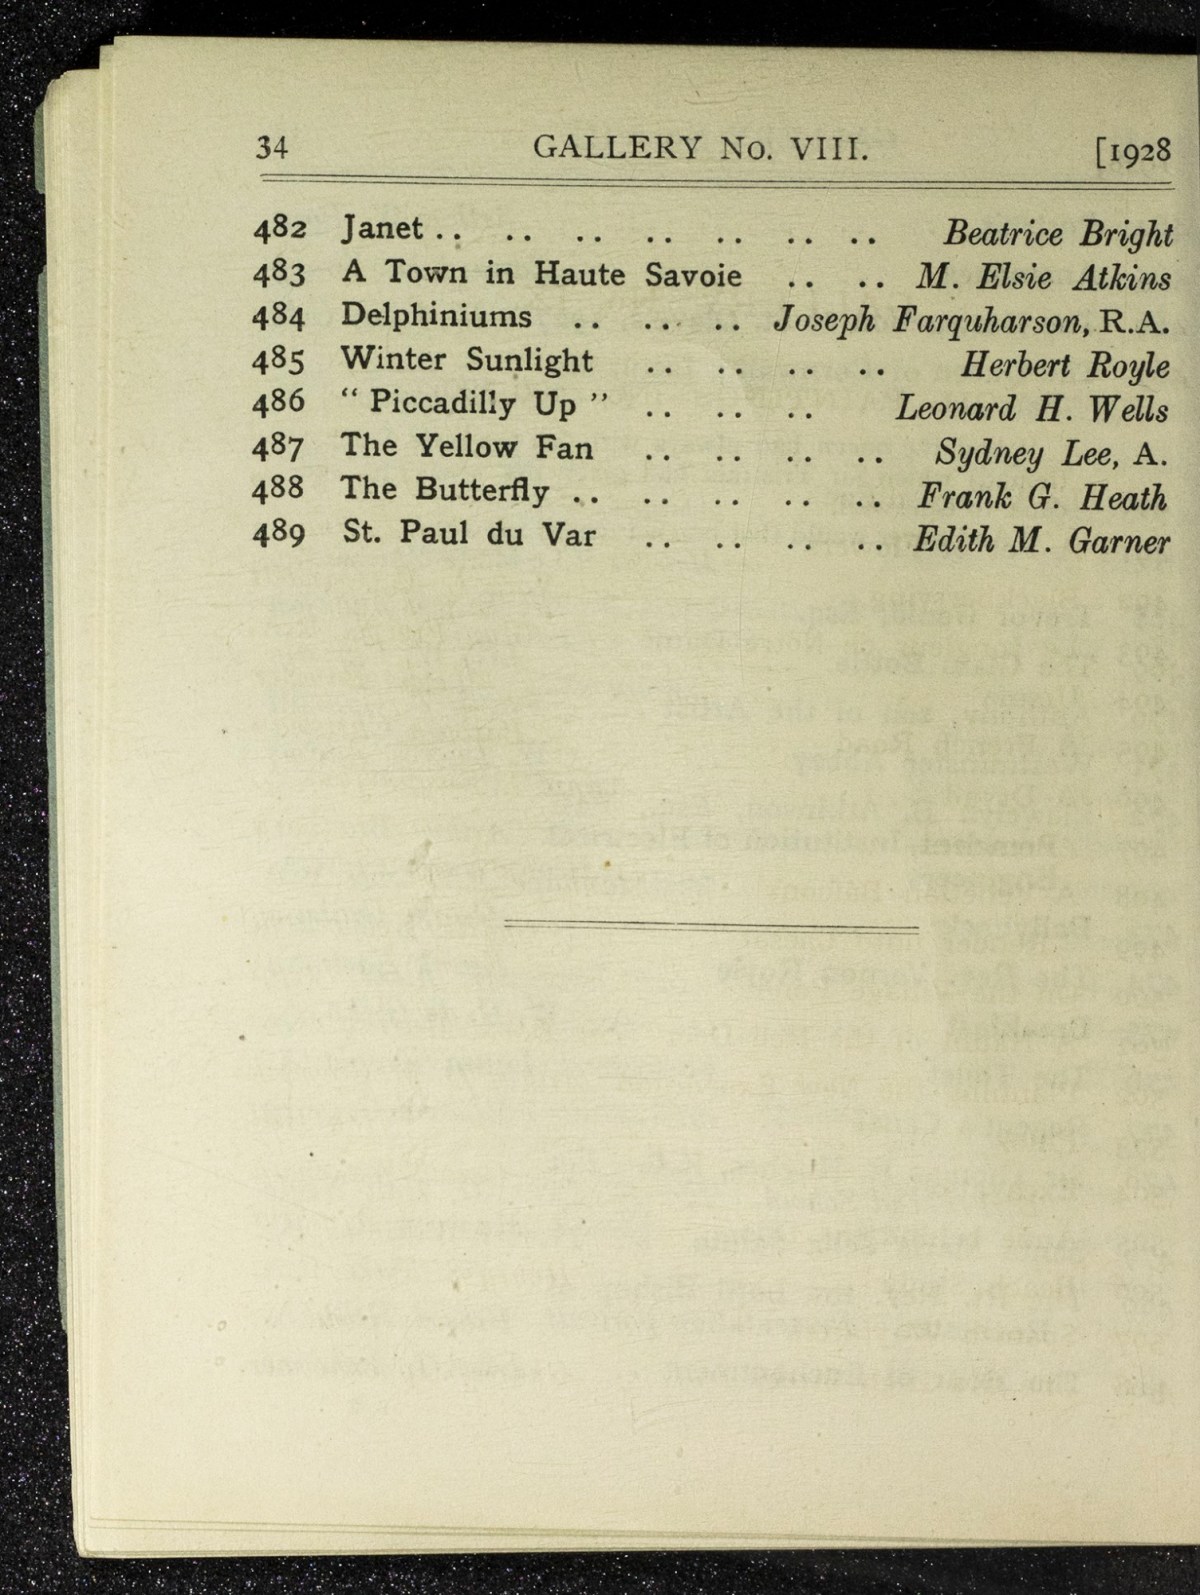 34 GALLERY No. VIII. [1928
482 Janet .. .. .. .. .. .. .. Beatrice Bright
483 A Town in Haute Savoie .. .. M. Elsie Atkins
484 Delphiniums .. .. .. Joseph Farquharson, R.A.
485 Winter Sunlight .. .. .. .. Herbert Royle
486 “ Piccadilly Up ” .. .. .. Leonard H. Wells
487 The Yellow Fan .. .. .. .. Sydney Lee, A.
488 The Butterfly .. .. .. .. .. Frank G. Heath
489 St. Paul du Var .. .. .. .. Edith M. Garner